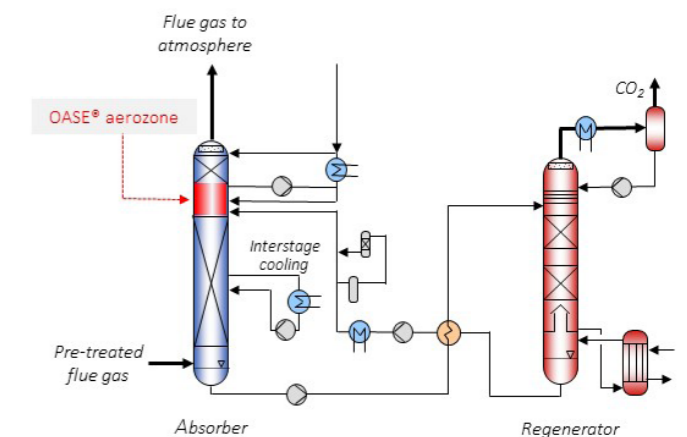 Flue gas to
atmosphere
CO2
OASE® aerozone
Interstage
cooling
Pre-treated
flue gas
Absorber
Regenerator